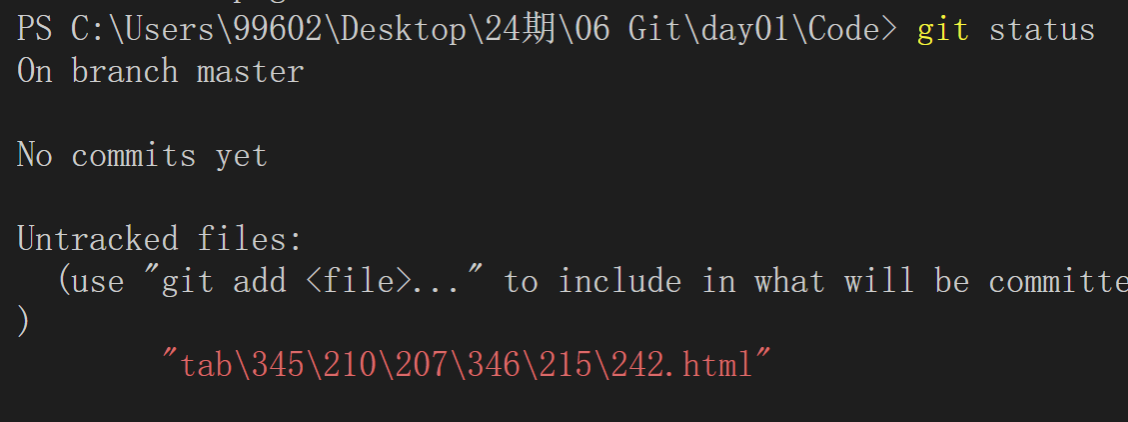 PS C:\Users\99602\Desktop\24期\06 Git\day01\Code> git status
On branch master
No commits yet
Untracked files:
(use "git add <file>..." to include in what will be committe
)
"tab\345\210\207\346\215\242.html"